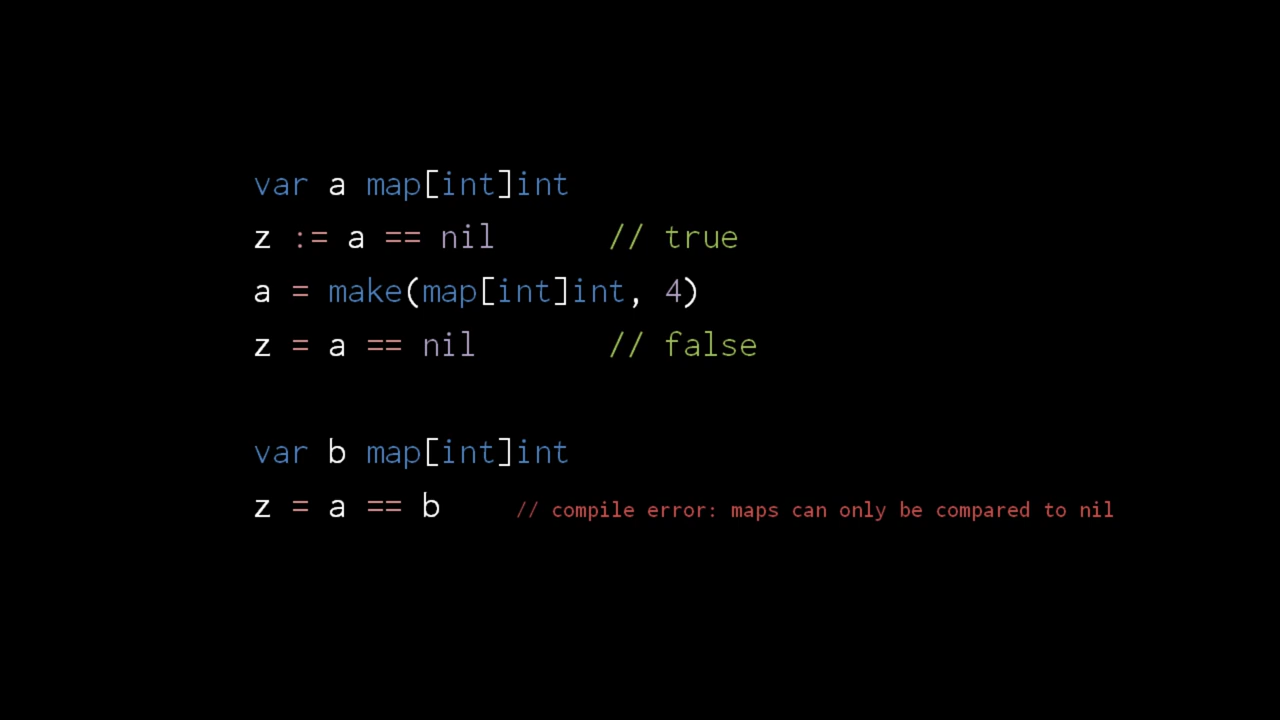 var a map[int]int
z := a == nil // true
a = make(map[int]int, 4)
z = a == nil // false
var b map[int]int
z = a == b // compile error: maps can only be compared to nil